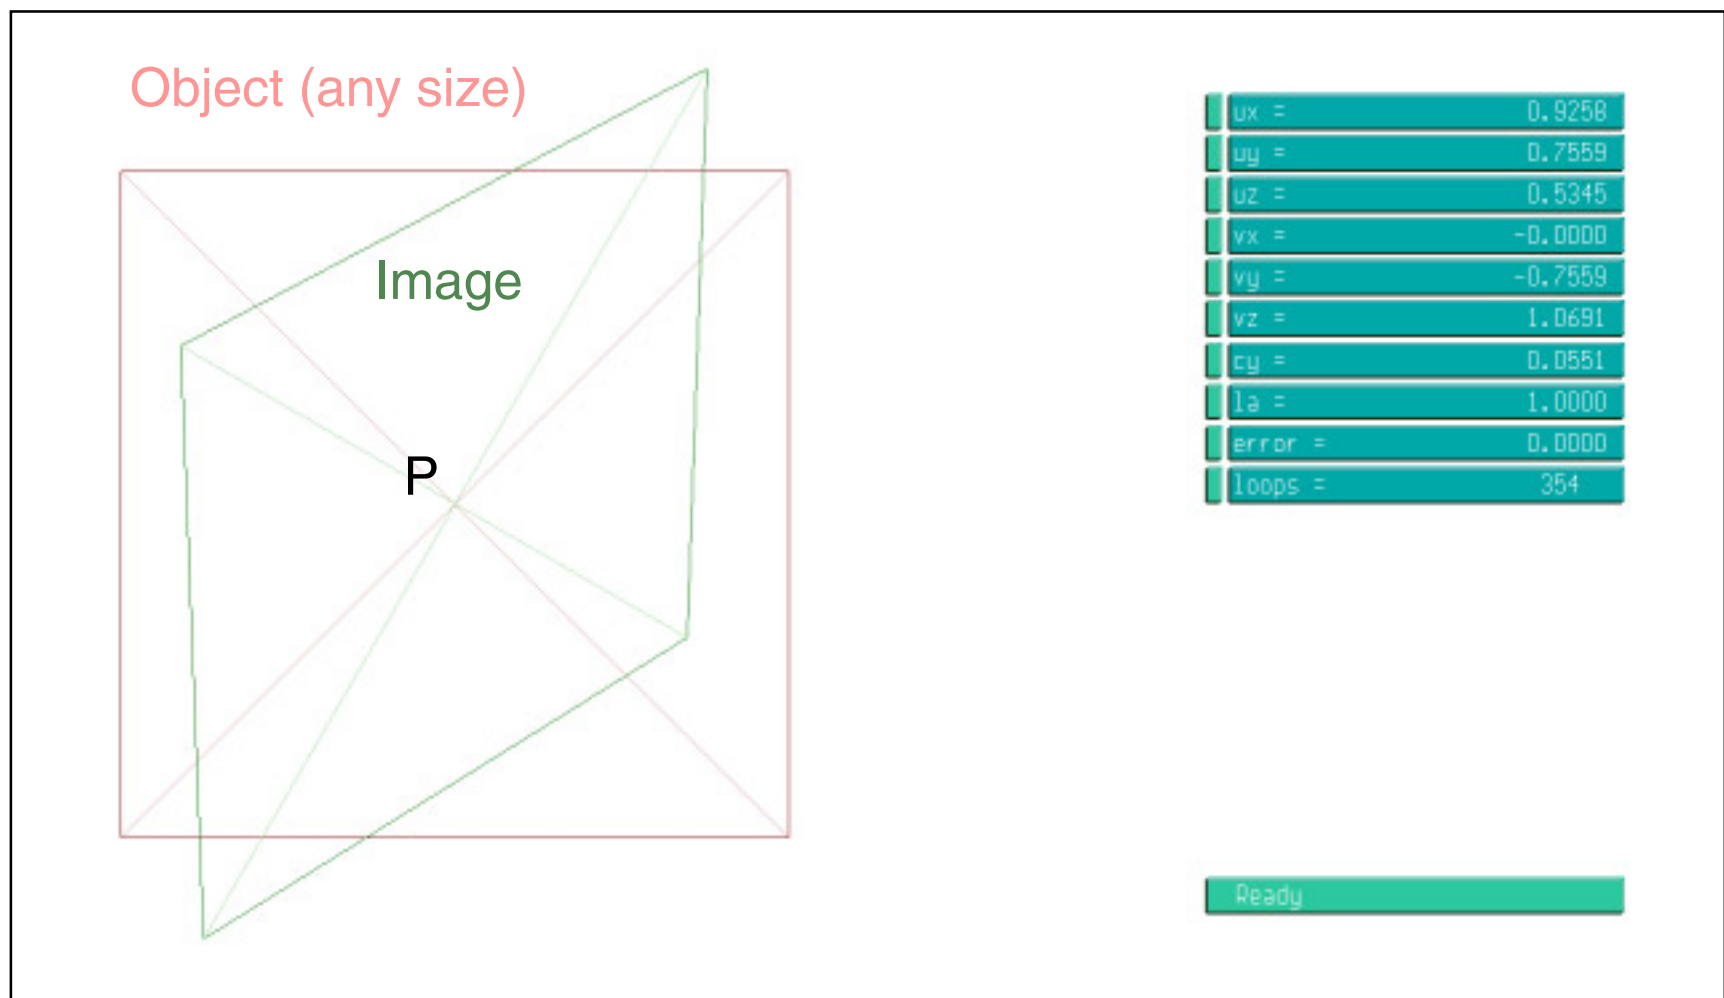 Object (any size)
Image
P
ux = 0.9258
uy = 0.7559
uz = 0.5345
vx = -0.0000
vy = -0.7559
vz = 1.0691
cy = 0.0551
la = 1.0000
error = 0.0000
loops = 354
Ready